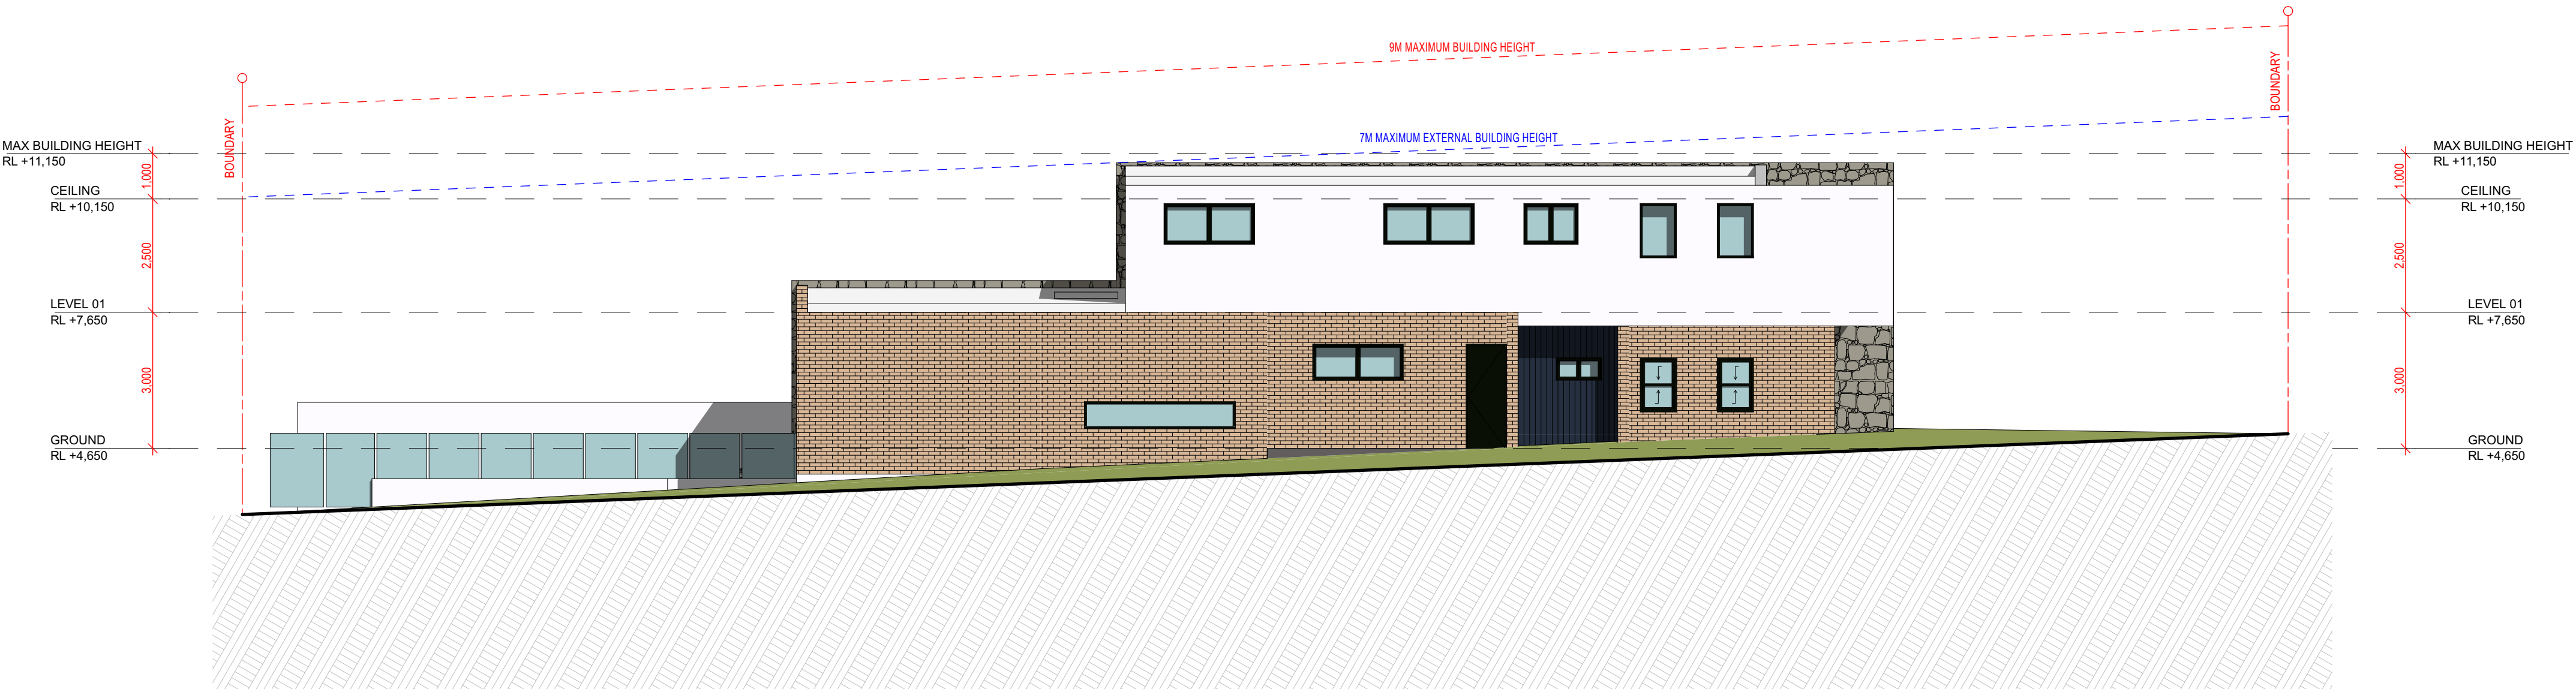 9M MAXIMUM BUILDING HEIGHT
BOUNDARY
BOUNDARY
7M MAXIMUM EXTERNAL BUILDING HEIGHT
MAX BUILDING HEIGHT
RL +11,150
1,000
CEILING
RL +10,150
2,500
LEVEL 01
RL +7,650
3,000
GROUND
RL +4,650
MAX BUILDING HEIGHT
RL +11,150
1,000
CEILING
RL +10,150
2,500
LEVEL 01
RL +7,650
3,000
GROUND
RL +4,650